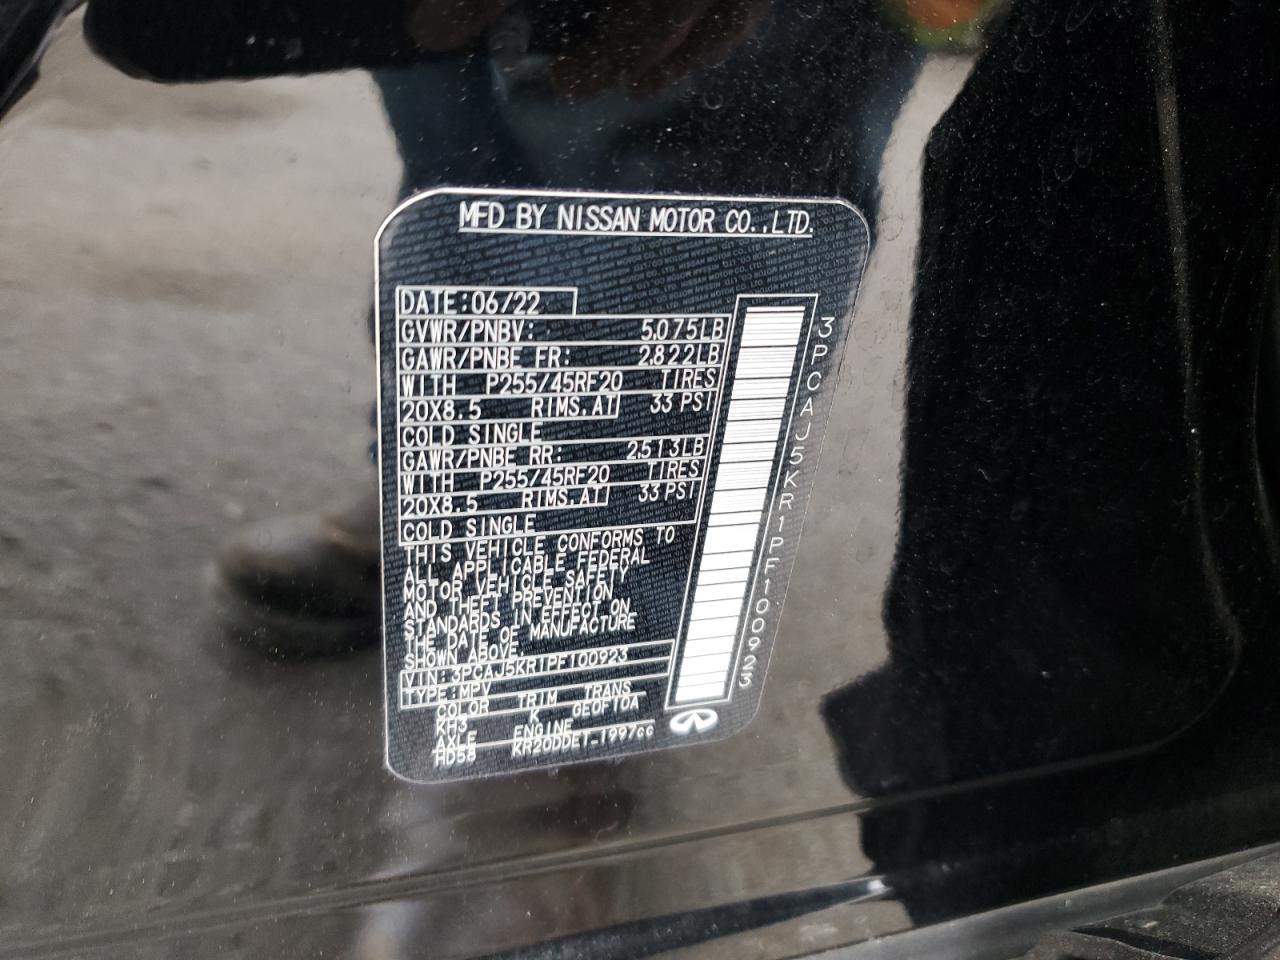 MFD BY NISSAN MOTOR CO.,LTD.
DATE:06/22
GVWR/PNBV: 5,075LB
GAWR/PNBE FR: 2,822LB
WITH P255/45RF20 TIRES
20X8.5 RIMS,AT 33 PSI
COLD SINGLE
GAWR/PNBE RR: 2,513LB
WITH P255/45RF20 TIRES
20X8.5 RIMS,AT 33 PSI
COLD SINGLE
THIS VEHICLE CONFORMS TO
ALL APPLICABLE FEDERAL
MOTOR VEHICLE SAFETY
AND THEFT PREVENTION
STANDARDS IN EFFECT ON
THE DATE OF MANUFACTURE
SHOWN ABOVE.
VIN:3PCAJ5KR1PF100923
TYPE:MPV
COLOR TRIM TRANS
KH3 K GE0F10A
AXLE ENGINE
HD58 KR20DDET-1997cc
3PCAJ5KR1PF100923